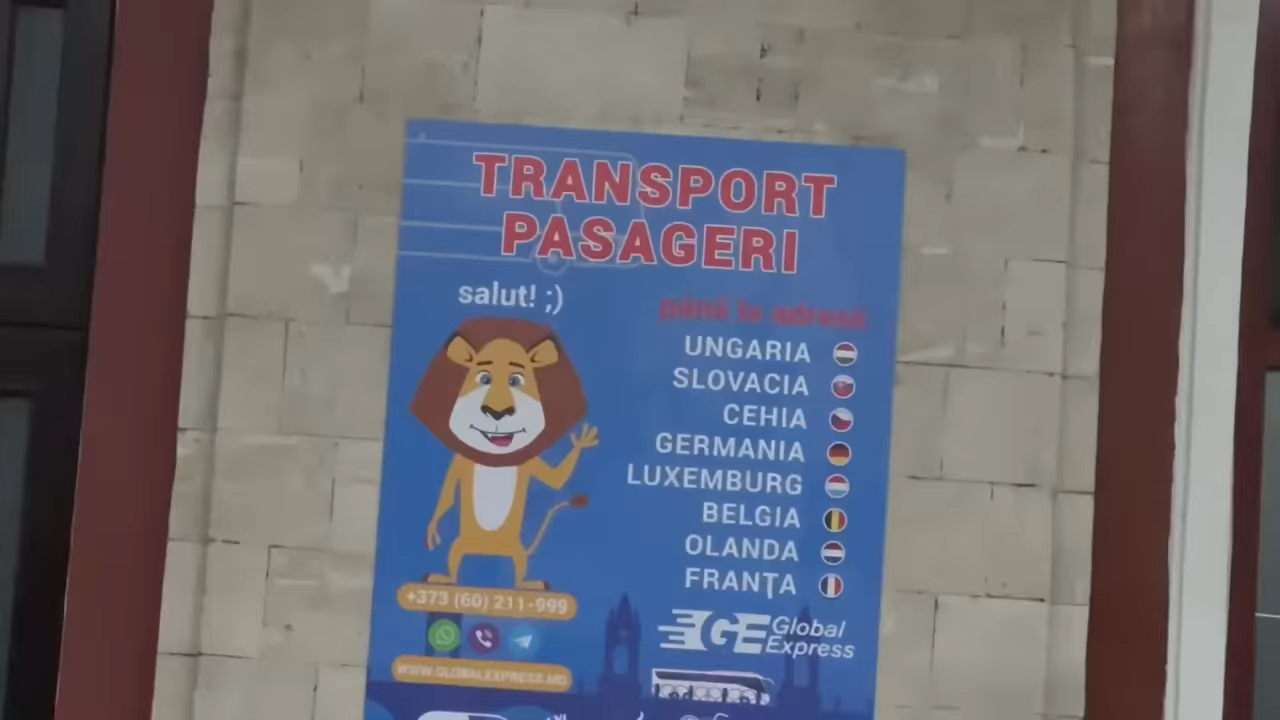 TRANSPORT
PASAGERI
salut! ;)
până la adresă
UNGARIA
SLOVACIA
CEHIA
GERMANIA
LUXEMBURG
BELGIA
OLANDA
FRANȚA
+373 (60) 211-999
WWW.GLOBALEXPRESS.MD
GE Global
Express